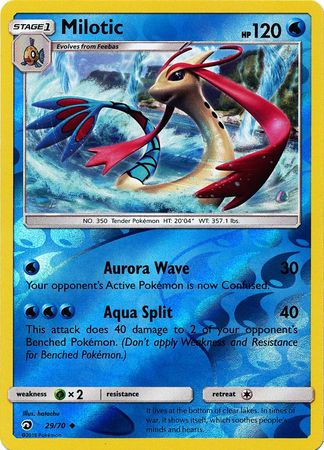 STAGE 1 Milotic HP 120
Evolves from Feebas
NO. 350 Tender Pokémon HT: 20'04" WT: 357.1 lbs.
Aurora Wave 30
Your opponent's Active Pokémon is now Confused.
Aqua Split 40
This attack does 40 damage to 2 of your opponent's
Benched Pokémon. (Don't apply Weakness and Resistance
for Benched Pokémon.)
weakness × 2 resistance retreat
Illus. hatachu
29/70
©2018 Pokémon
It lives at the bottom of clear lakes. In times of
war, it shows itself, which soothes people's
minds and hearts.